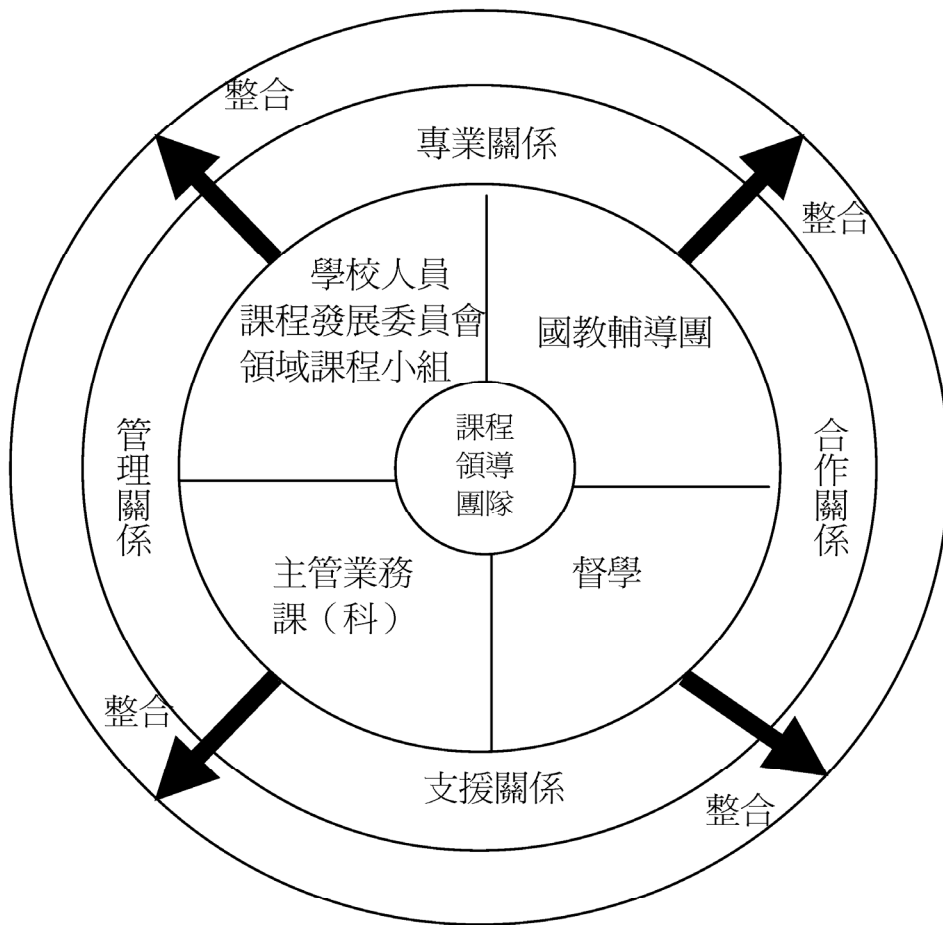 整合
專業關係
整合
學校人員
課程發展委員會
領域課程小組
國教輔導團
管理關係
課程
領導
團隊
合作關係
主管業務
課（科）
督學
整合
支援關係
整合